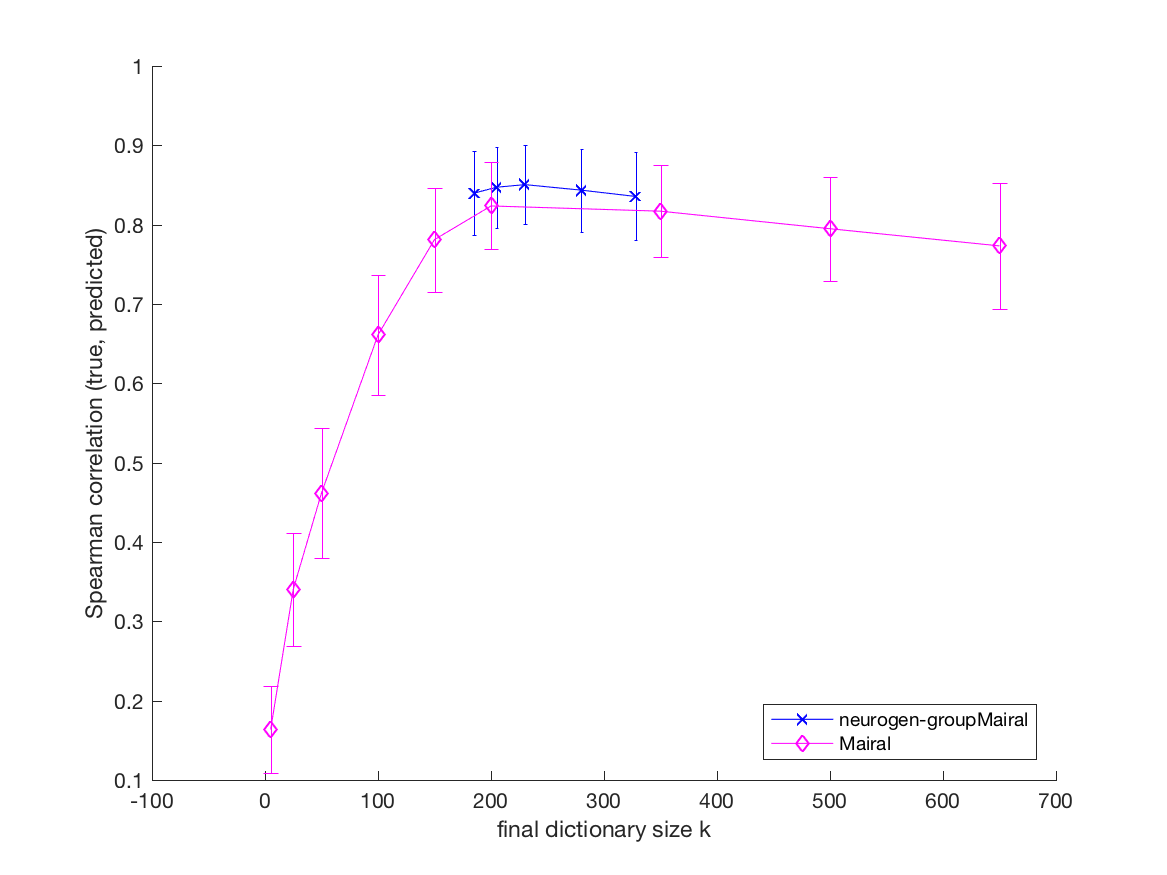 1
0.9
0.8
0.7
0.6
0.5
0.4
0.3
0.2
0.1
Spearman correlation (true, predicted)
-100 0 100 200 300 400 500 600 700
final dictionary size k
neurogen-groupMairal
Mairal